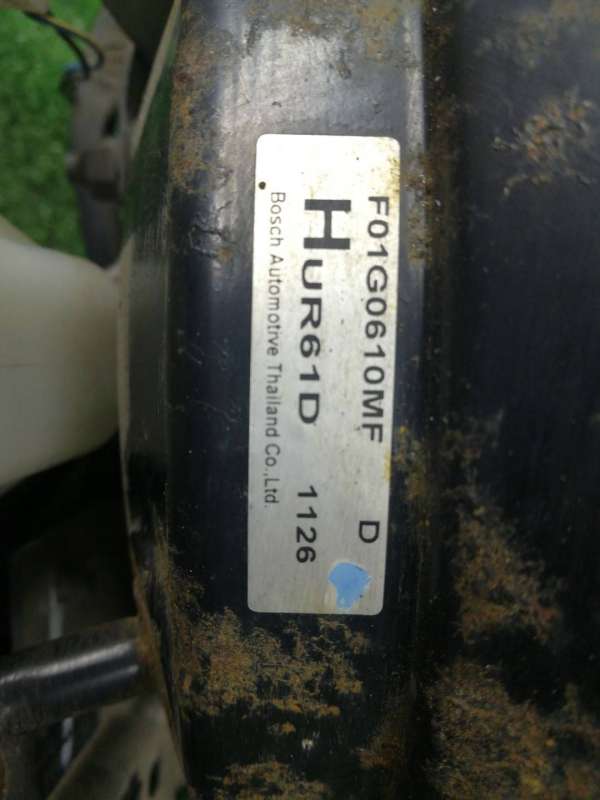 F01G0610MF D
HUR61D 1126
Bosch Automotive Thailand Co.,Ltd.